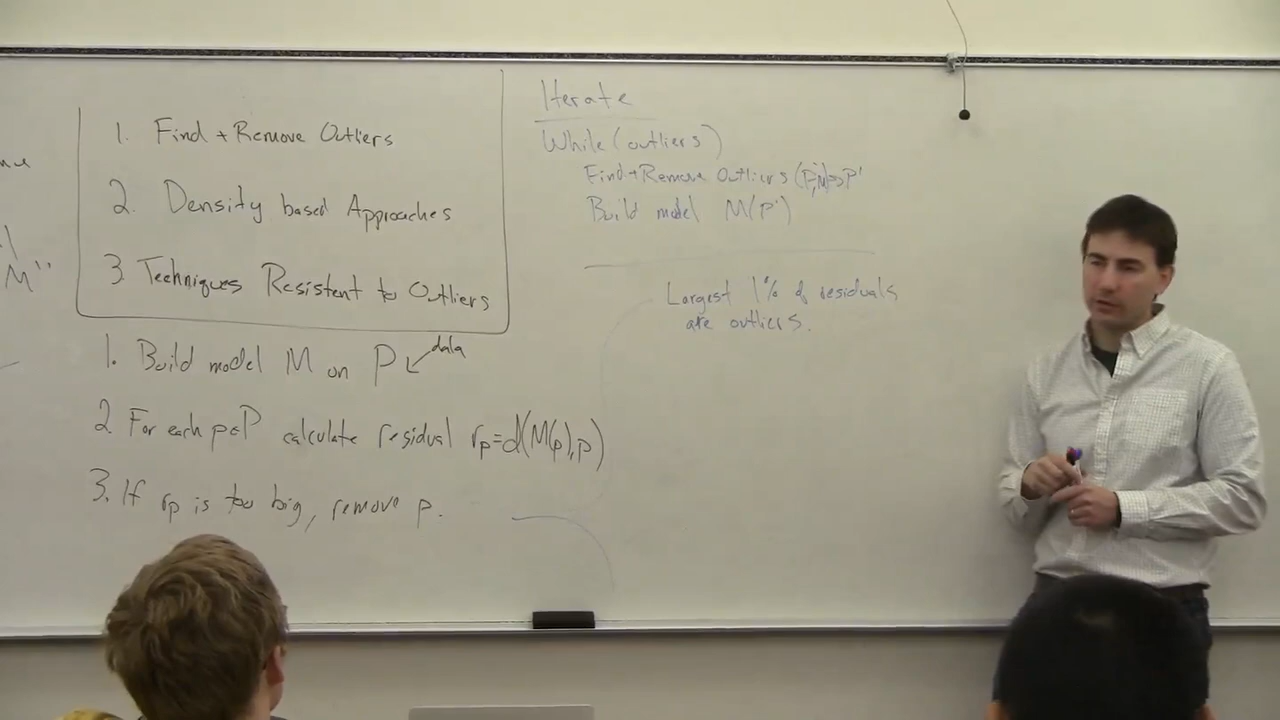 M''
1. Find + Remove Outliers
2. Density based Approaches
3. Techniques Resistent to Outliers
1. Build model M on P data
2 For each p∈P calculate residual rp=d(M(p),p)
3. If rp is too big, remove p.
Iterate
While (outliers)
Find+Remove Outliers (P,M)→P'
Build model M(P')
Largest 1% of residuals
are outliers.